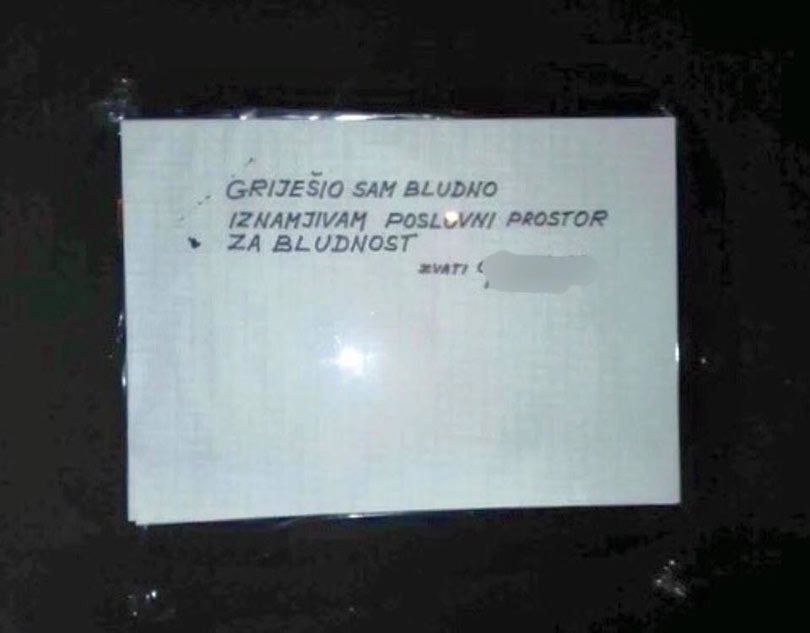 GRIJEŠIO SAM BLUDNO
IZNAMJIVAM POSLOVNI PROSTOR
ZA BLUDNOST
ZVATI